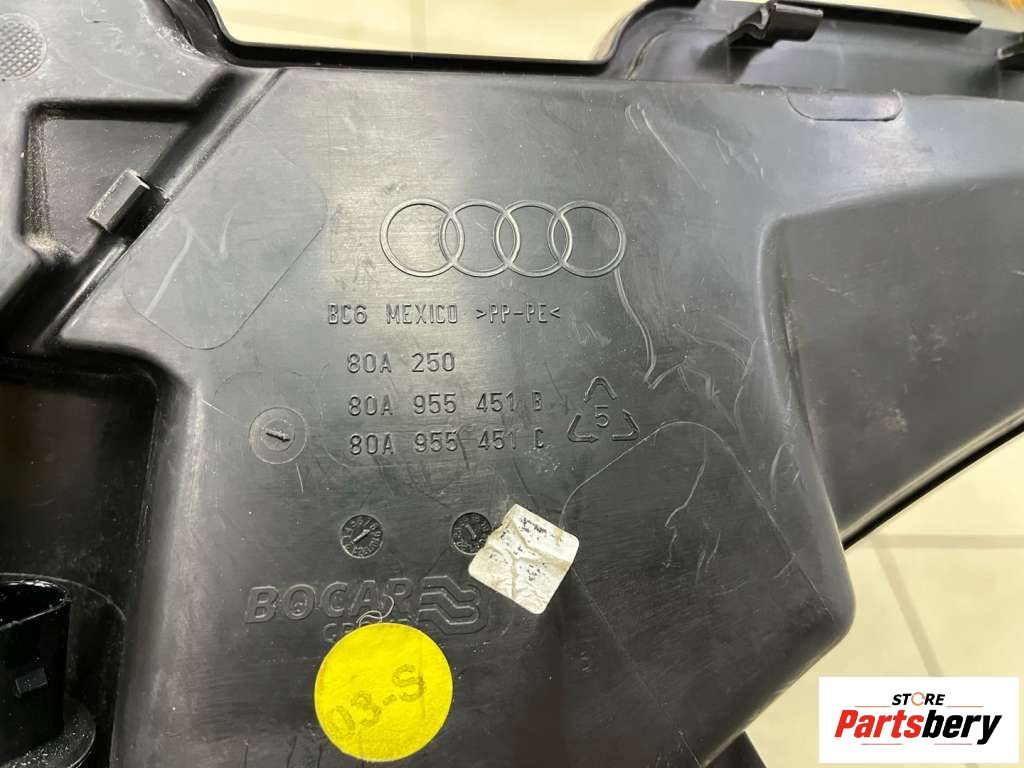 BC6 MEXICO >PP-PE<
80A 250
80A 955 451 B
80A 955 451 C
5
BOCAR
03-S
STORE
Partsbery